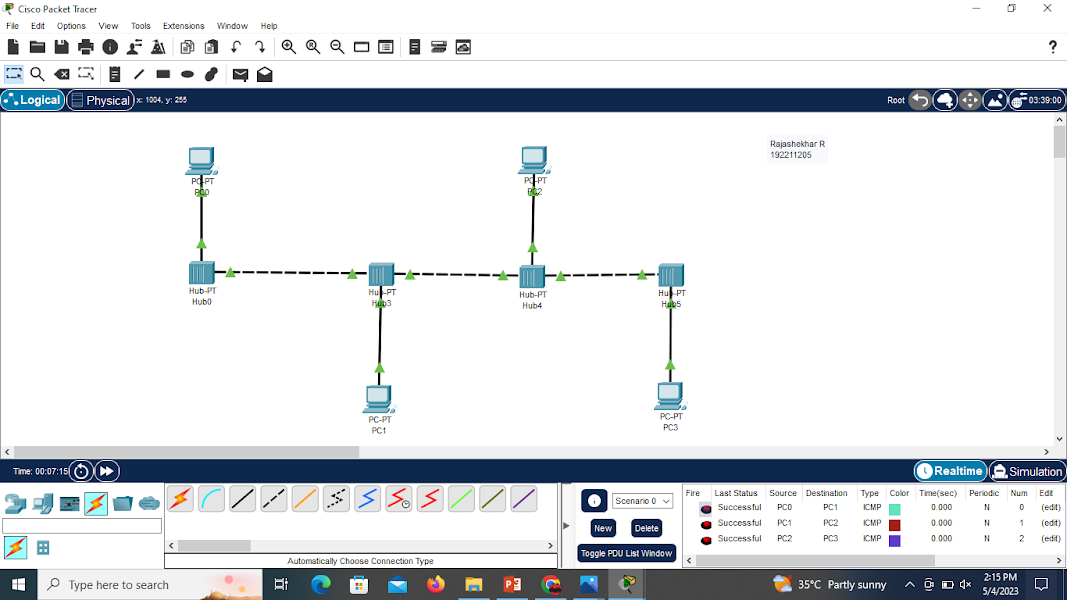 Cisco Packet Tracer
File Edit Options View Tools Extensions Window Help
?
Logical Physical x: 1004, y: 255 Root 03:39:00
Rajashekhar R
192211205
PC-PT
PC0
PC-PT
PC2
Hub-PT
Hub0
Hub-PT
Hub3
Hub-PT
Hub4
Hub-PT
Hub5
PC-PT
PC1
PC-PT
PC3
Time: 00:07:15 Realtime Simulation
Scenario 0
New Delete
Toggle PDU List Window
Fire Last Status Source Destination Type Color Time(sec) Periodic Num Edit
Successful PC0 PC1 ICMP 0.000 N 0 (edit)
Successful PC1 PC2 ICMP 0.000 N 1 (edit)
Successful PC2 PC3 ICMP 0.000 N 2 (edit)
Automatically Choose Connection Type
Type here to search
35°C Partly sunny
2:15 PM
5/4/2023